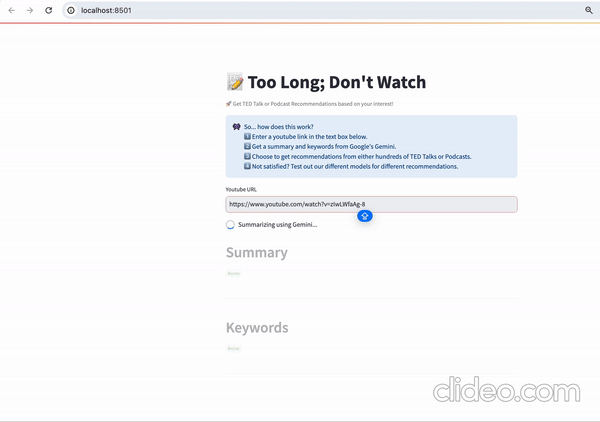 localhost:8501
Too Long; Don't Watch
🚀 Get TED Talk or Podcast Recommendations based on your interest!
So... how does this work?
1 Enter a youtube link in the text box below.
2 Get a summary and keywords from Google's Gemini.
3 Choose to get recommendations from either hundreds of TED Talks or Podcasts.
4 Not satisfied? Test out our different models for different recommendations.
Youtube URL
https://www.youtube.com/watch?v=zIwLWfaAg-8
Summarizing using Gemini...
Summary
None
Keywords
None
clideo.com